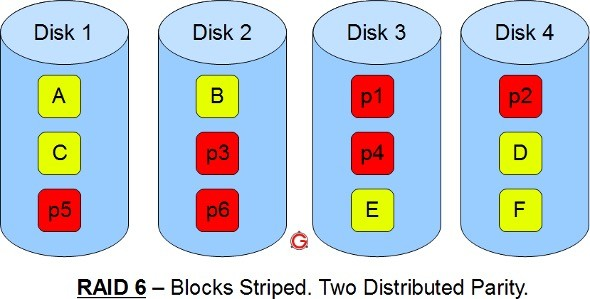 Disk 1 Disk 2 Disk 3 Disk 4
A B p1 p2
C p3 p4 D
p5 p6 E F
G
RAID 6 – Blocks Striped. Two Distributed Parity.